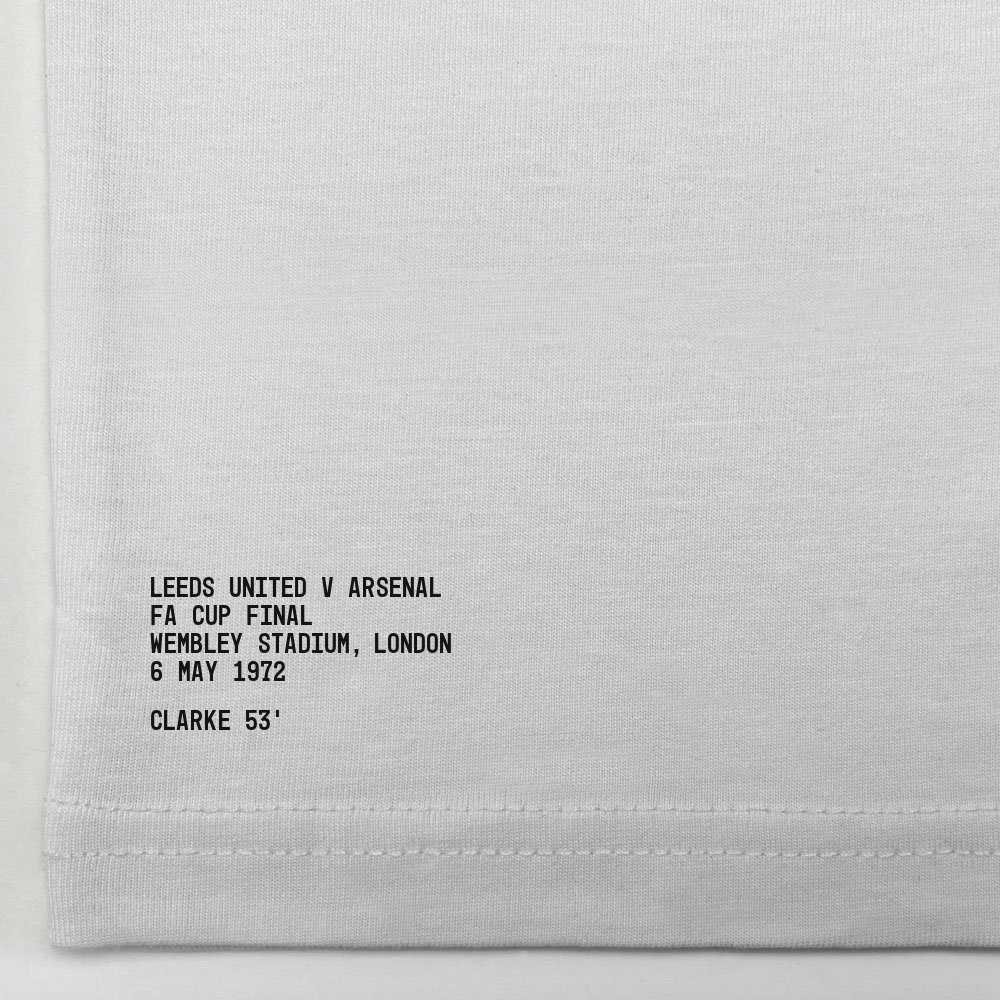 LEEDS UNITED V ARSENAL
FA CUP FINAL
WEMBLEY STADIUM, LONDON
6 MAY 1972
CLARKE 53'